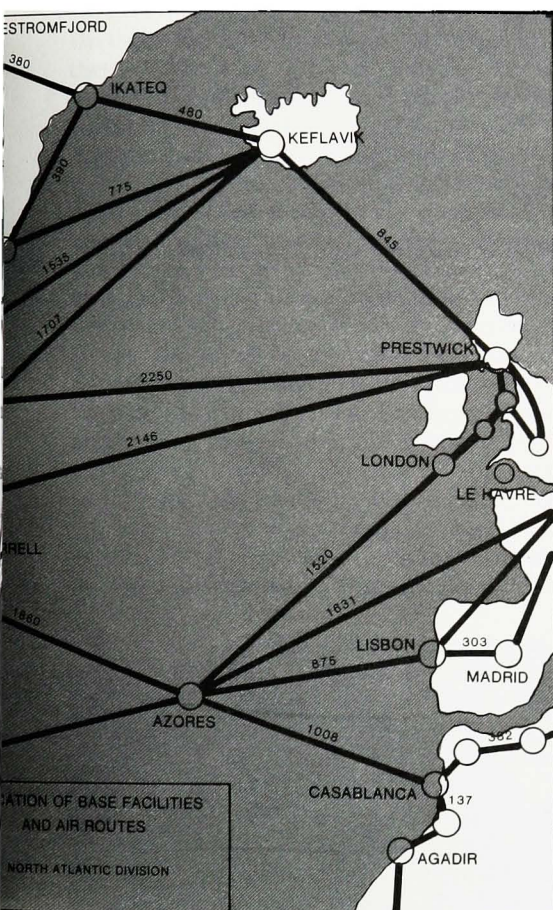 ESTROMFJORD
380
IKATEQ
480
KEFLAVIK
390
775
1535
1707
845
PRESTWICK
2250
2146
LONDON
LE HAVRE
RRELL
1520
1631
1860
LISBON
303
MADRID
875
AZORES
1008
382
CASABLANCA
137
AGADIR
CATION OF BASE FACILITIES
AND AIR ROUTES
NORTH ATLANTIC DIVISION